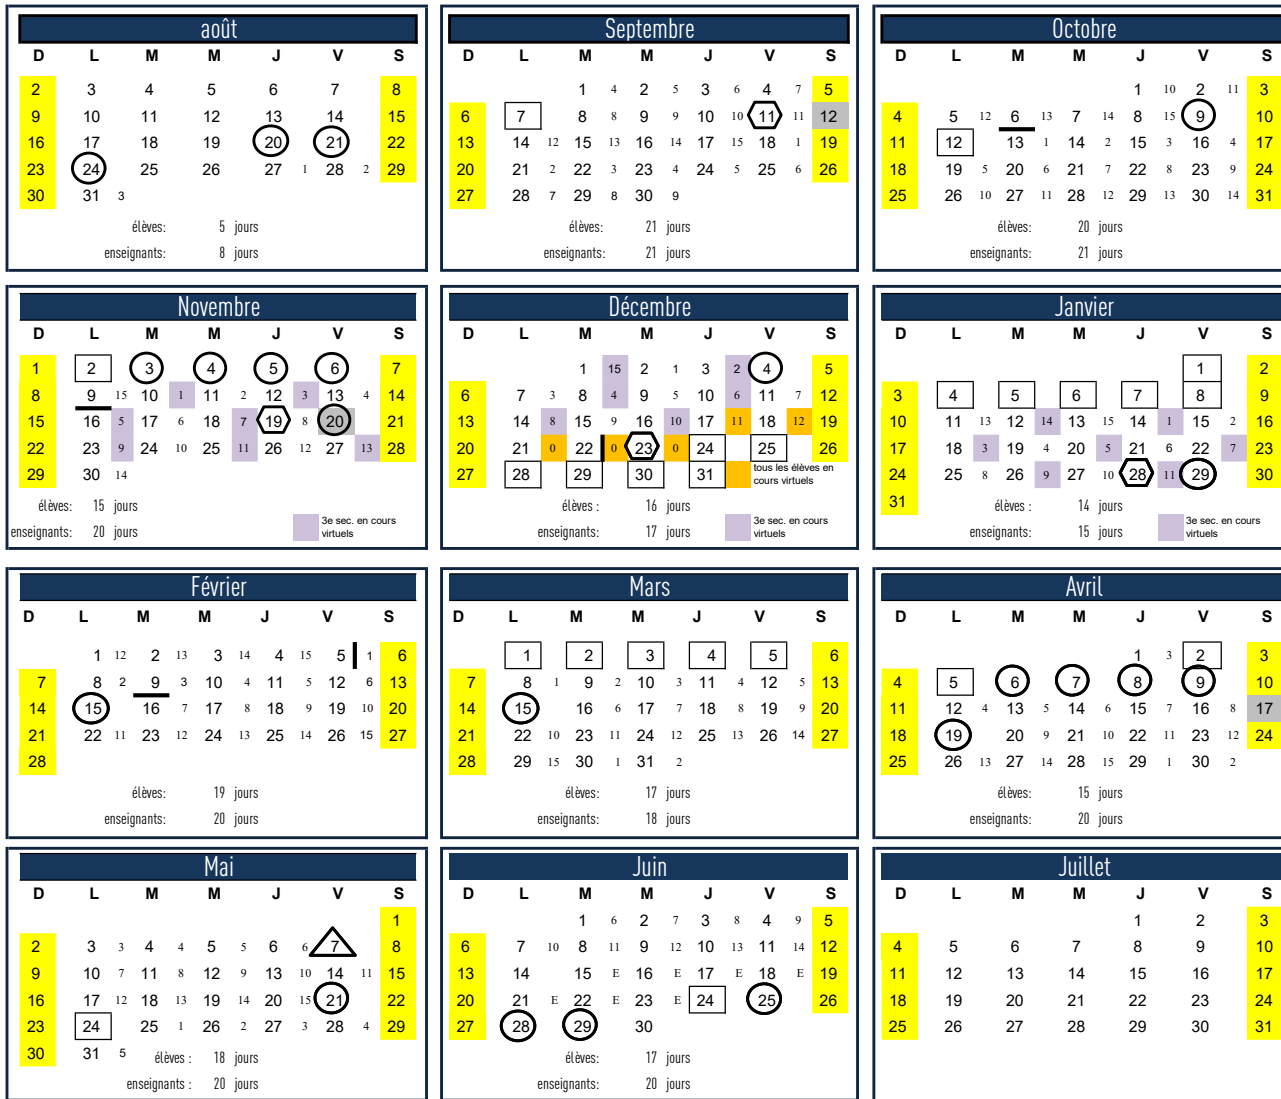 août
D L M M J V S
2 3 4 5 6 7 8
9 10 11 12 13 14 15
16 17 18 19 20 21 22
23 24 25 26 27 1 28 2 29
30 31 3
élèves: 5 jours
enseignants: 8 jours
Septembre
D L M M J V S
1 4 2 5 3 6 4 7 5
6 7 8 8 9 9 10 10 11 11 12
13 14 12 15 13 16 14 17 15 18 1 19
20 21 2 22 3 23 4 24 5 25 6 26
27 28 7 29 8 30 9
élèves: 21 jours
enseignants: 21 jours
Octobre
D L M M J V S
1 10 2 11 3
4 5 12 6 13 7 14 8 15 9 10
11 12 13 1 14 2 15 3 16 4 17
18 19 5 20 6 21 7 22 8 23 9 24
25 26 10 27 11 28 12 29 13 30 14 31
élèves: 20 jours
enseignants: 21 jours
Novembre
D L M M J V S
1 2 3 4 5 6 7
8 9 15 10 1 11 2 12 3 13 4 14
15 16 5 17 6 18 7 19 8 20 21
22 23 9 24 10 25 11 26 12 27 13 28
29 30 14
élèves: 15 jours
enseignants: 20 jours
3e sec. en cours
virtuels
Décembre
D L M M J V S
1 15 2 1 3 2 4 5
6 7 3 8 4 9 5 10 6 11 7 12
13 14 8 15 9 16 10 17 11 18 12 19
20 21 0 22 0 23 0 24 25 26
27 28 29 30 31
tous les élèves en
cours virtuels
élèves: 16 jours
enseignants: 17 jours
Janvier
D L M M J V S
1 2
3 4 5 6 7 8 9
10 11 13 12 14 13 15 14 1 15 2 16
17 18 3 19 4 20 5 21 6 22 7 23
24 25 8 26 9 27 10 28 11 29 30
31
élèves : 14 jours
enseignants: 15 jours
3e sec. en cours
virtuels
Février
D L M M J V S
1 12 2 13 3 14 4 15 5 1 6
7 8 2 9 3 10 4 11 5 12 6 13
14 15 16 7 17 8 18 9 19 10 20
21 22 11 23 12 24 13 25 14 26 15 27
28
élèves: 19 jours
enseignants: 20 jours
Mars
D L M M J V S
1 2 3 4 5 6
7 8 1 9 2 10 3 11 4 12 5 13
14 15 16 6 17 7 18 8 19 9 20
21 22 10 23 11 24 12 25 13 26 14 27
28 29 15 30 1 31 2
élèves: 17 jours
enseignants: 18 jours
Avril
D L M M J V S
1 3 2 3
4 5 6 7 8 9 10
11 12 4 13 5 14 6 15 7 16 8 17
18 19 20 9 21 10 22 11 23 12 24
25 26 13 27 14 28 15 29 1 30 2
élèves: 15 jours
enseignants: 20 jours
Mai
D L M M J V S
1
2 3 3 4 4 5 5 6 6 7 8
9 10 7 11 8 12 9 13 10 14 11 15
16 17 12 18 13 19 14 20 15 21 22
23 24 25 1 26 2 27 3 28 4 29
30 31 5
élèves : 18 jours
enseignants : 20 jours
Juin
D L M M J V S
1 6 2 7 3 8 4 9 5
6 7 10 8 11 9 12 10 13 11 14 12
13 14 15 E 16 E 17 E 18 E 19
20 21 E 22 E 23 E 24 25 26
27 28 29 30
élèves: 17 jours
enseignants: 20 jours
Juillet
D L M M J V S
1 2 3
4 5 6 7 8 9 10
11 12 13 14 15 16 17
18 19 20 21 22 23 24
25 26 27 28 29 30 31